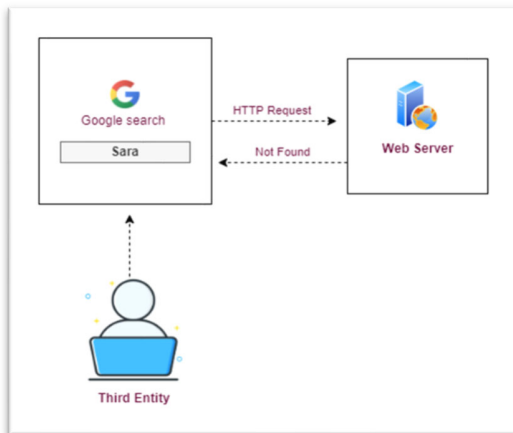 Google search
Sara
HTTP Request
Not Found
Web Server
Third Entity